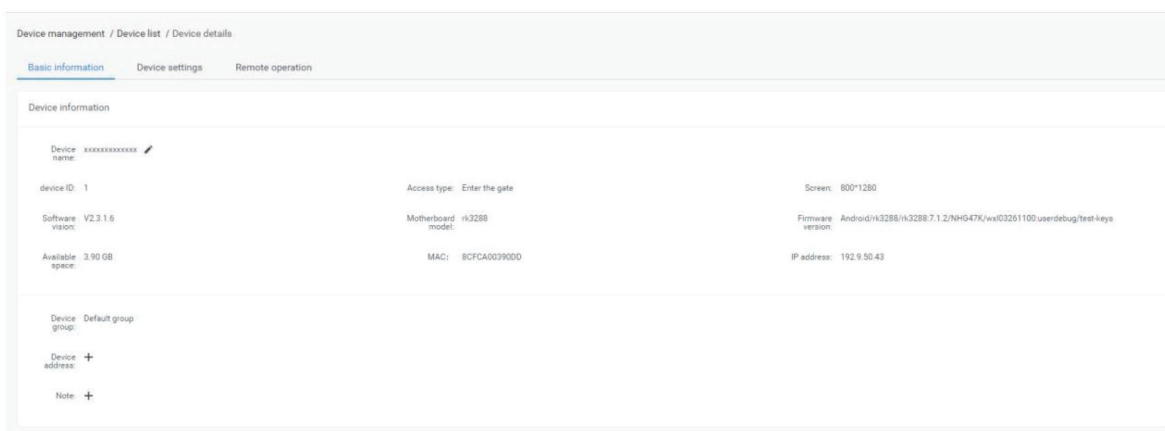 Device management / Device list / Device details
Basic information Device settings Remote operation
Device information
Device name: xxxxxxxxxxxxx
device ID: 1 Access type: Enter the gate Screen: 800*1280
Software vision: V2.3.1.6 Motherboard model: rk3288 Firmware version: Android/rk3288/rk3288:7.1.2/NHG47K/wxl03261100:userdebug/test-keys
Available space: 3.90 GB MAC: 8CFCA00390DD IP address: 192.9.50.43
Device group: Default group
Device address: +
Note: +